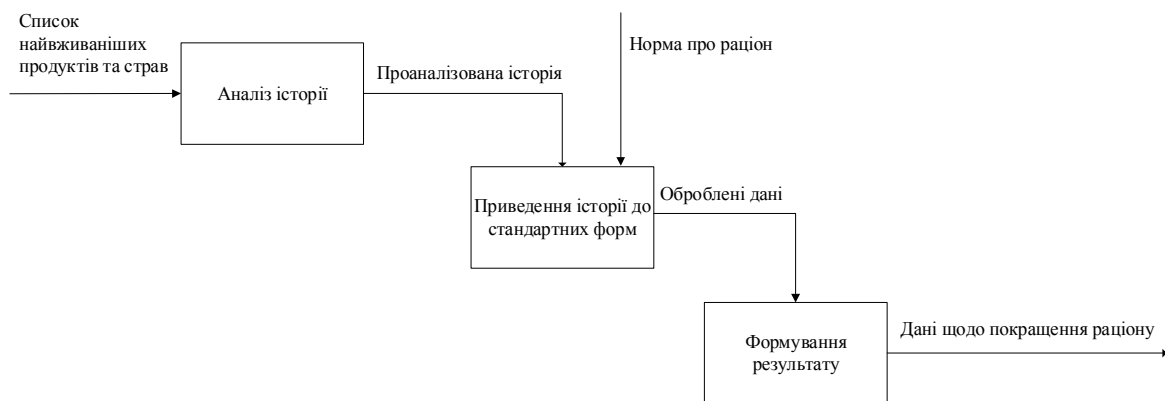 Список
найвживаніших
продуктів та страв
Аналіз історії
Проаналізована історія
Норма про раціон
Приведення історії до
стандартних форм
Оброблені дані
Формування
результату
Дані щодо покращення раціону